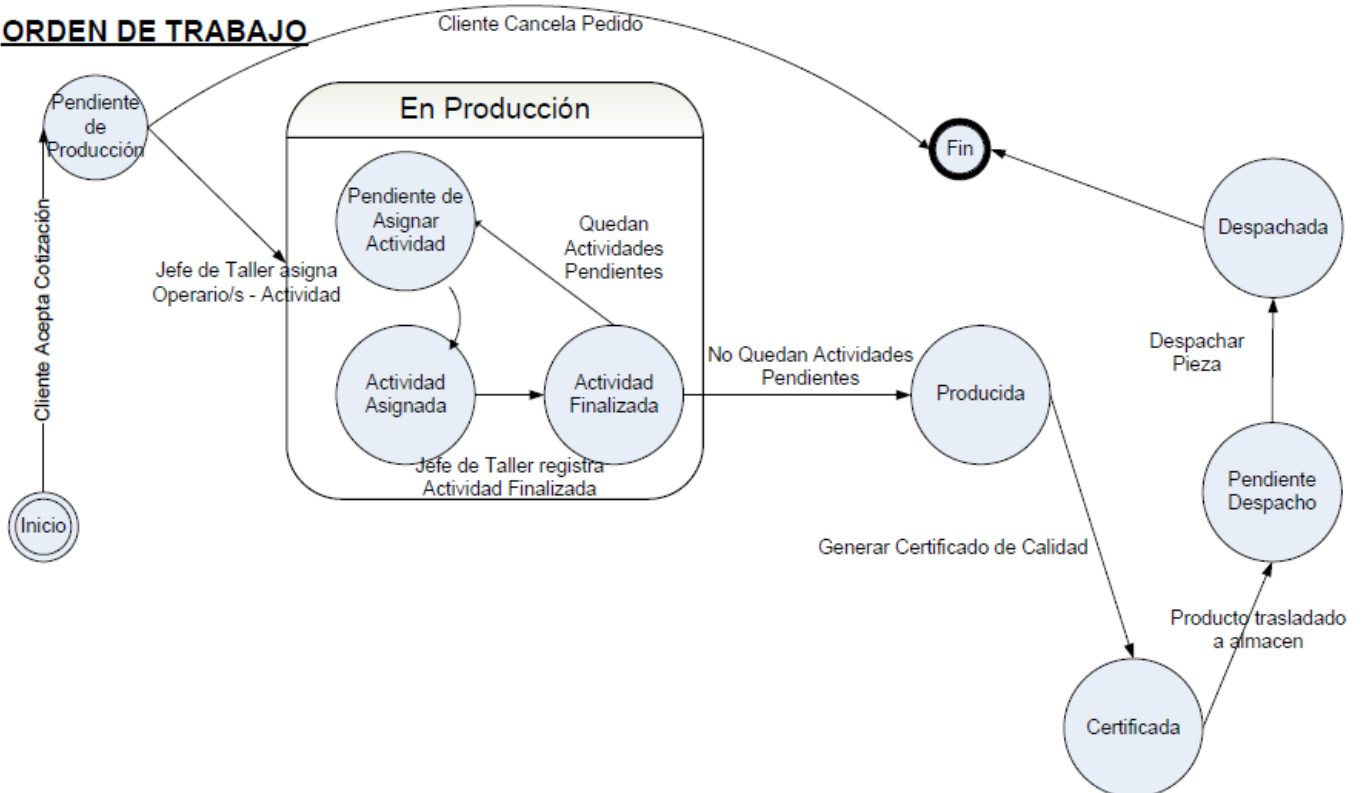 ORDEN DE TRABAJO
Cliente Cancela Pedido
Pendiente
de
Producción
En Producción
Fin
Pendiente de
Asignar
Actividad
Quedan
Actividades
Pendientes
Despachada
Cliente Acepta Cotización
Jefe de Taller asigna
Operario/s - Actividad
No Quedan Actividades
Pendientes
Despachar
Pieza
Actividad
Asignada
Actividad
Finalizada
Producida
Jefe de Taller registra
Actividad Finalizada
Pendiente
Despacho
Inicio
Generar Certificado de Calidad
Producto trasladado
a almacen
Certificada